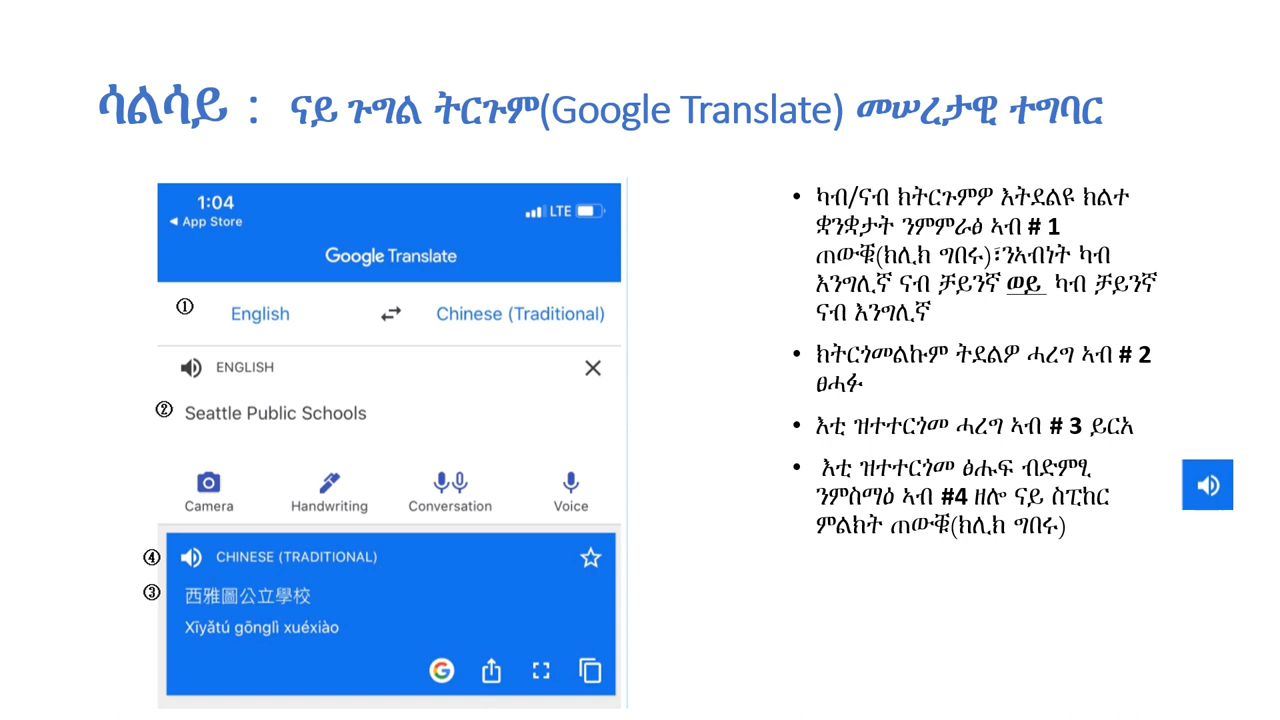 ሳልሳይ : ናይ ጉግል ትርጉም(Google Translate) መሠረታዊ ተግባር
1:04
◀ App Store
LTE
Google Translate
① English ⇄ Chinese (Traditional)
ENGLISH
② Seattle Public Schools
Camera Handwriting Conversation Voice
④ CHINESE (TRADITIONAL)
③ 西雅圖公立學校
Xīyǎtú gōnglì xuéxiào
• ካብ/ናብ ክትርጉምዎ እትደልዩ ክልተ
ቋንቋታት ንምምራፅ ኣብ # 1
ጠውቑ(ክሊክ ግበሩ)፣ንኣብነት ካብ
እንግሊኛ ናብ ቻይንኛ ወይ ካብ ቻይንኛ
ናብ እንግሊኛ
• ክትርጎመልኩም ትደልዎ ሓረግ ኣብ # 2
ፀሓፉ
• እቲ ዝተተርጎመ ሓረግ ኣብ # 3 ይርአ
• እቲ ዝተተርጎመ ፅሑፍ ብድምፂ
ንምስማዕ ኣብ #4 ዘሎ ናይ ስፒከር
ምልክት ጠውቑ(ክሊክ ግበሩ)